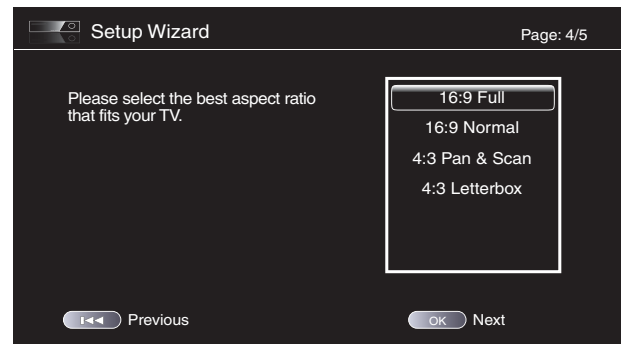 Setup Wizard
Page: 4/5
Please select the best aspect ratio
that fits your TV.
16:9 Full
16:9 Normal
4:3 Pan & Scan
4:3 Letterbox
Previous
OK Next